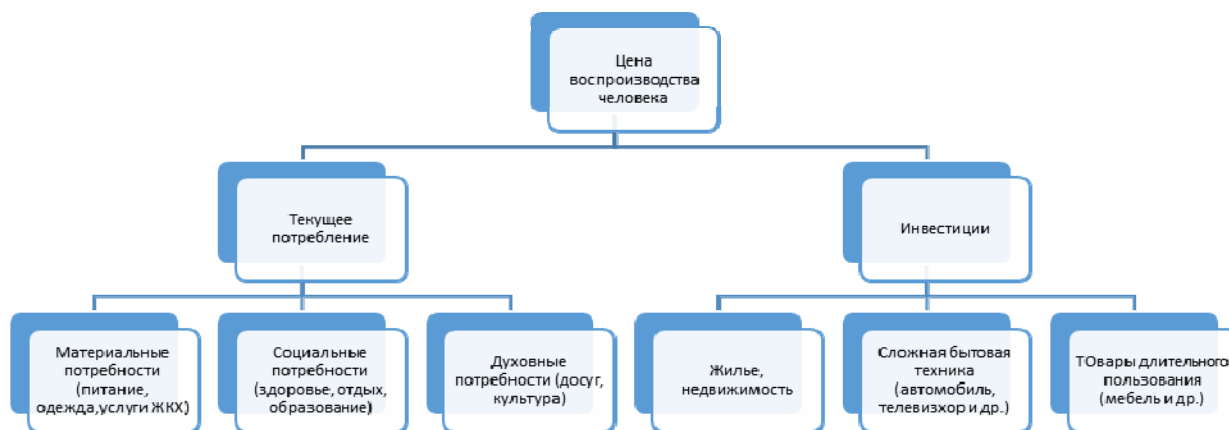 Цена
воспроизводства
человека
Текущее
потребление
Инвестиции
Материальные
потребности
(питание,
одежда,услуги ЖКХ)
Социальные
потребности
(здоровье, отдых,
образование)
Духовные
потребности (досуг,
культура)
Жилье,
недвижимость
Сложная бытовая
техника
(автомобиль,
телевизхор и др.)
ТОвары длительного
пользования
(мебель и др.)